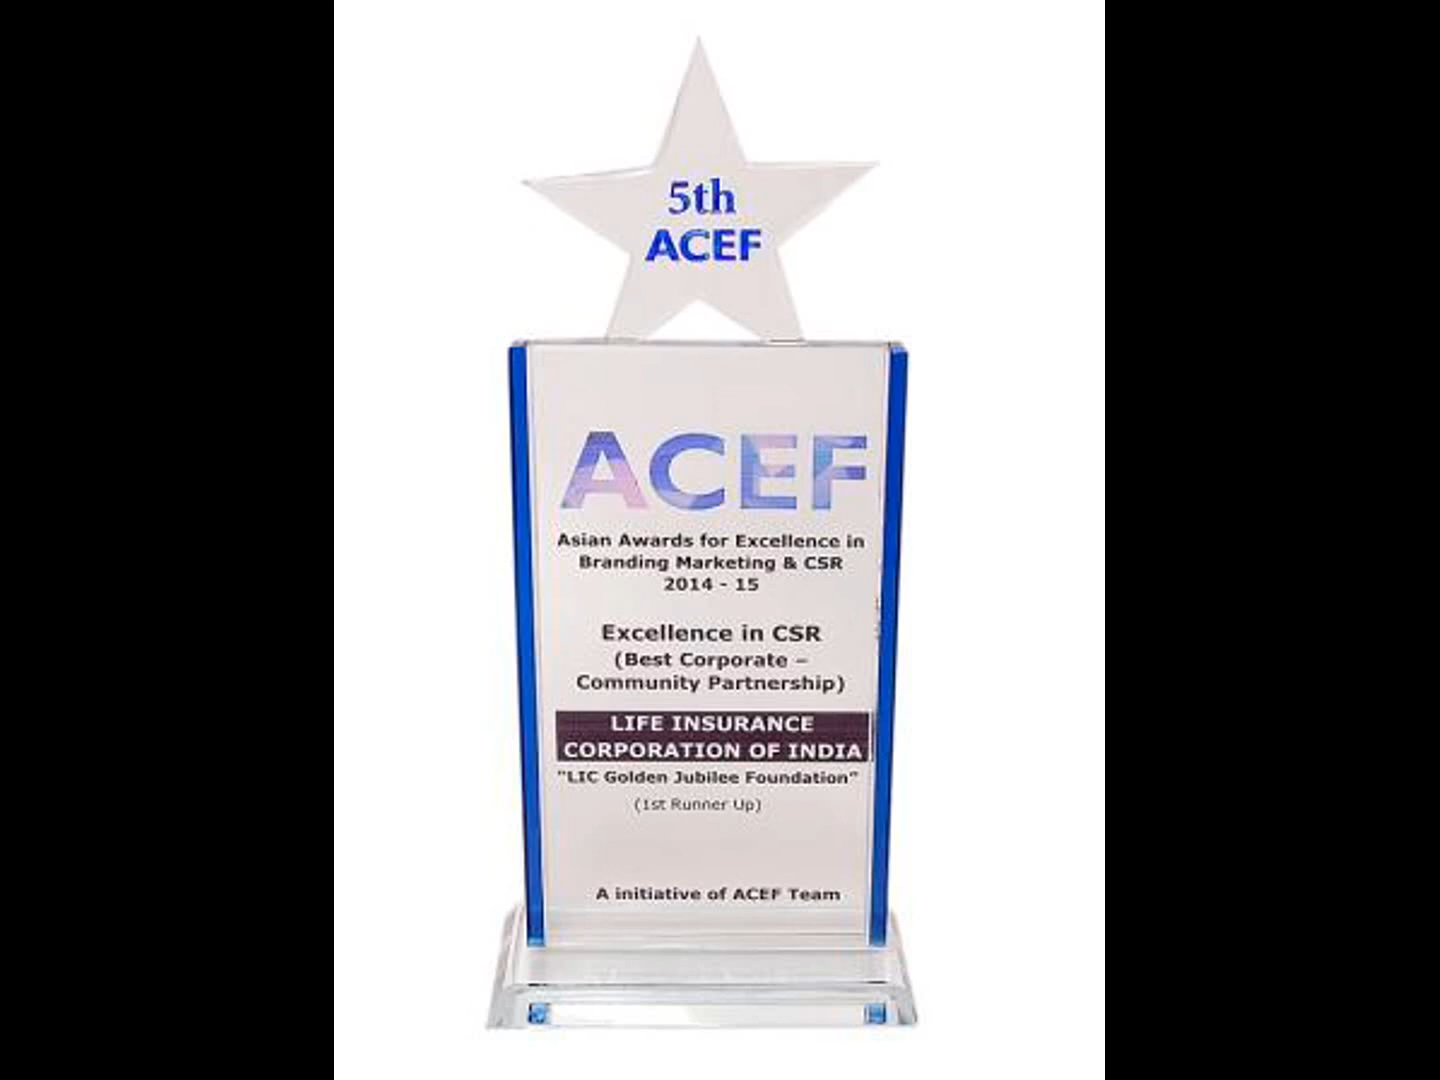 5th
ACEF
ACEF
Asian Awards for Excellence in
Branding Marketing & CSR
2014 - 15
Excellence in CSR
(Best Corporate –
Community Partnership)
LIFE INSURANCE
CORPORATION OF INDIA
"LIC Golden Jubilee Foundation"
(1st Runner Up)
A initiative of ACEF Team